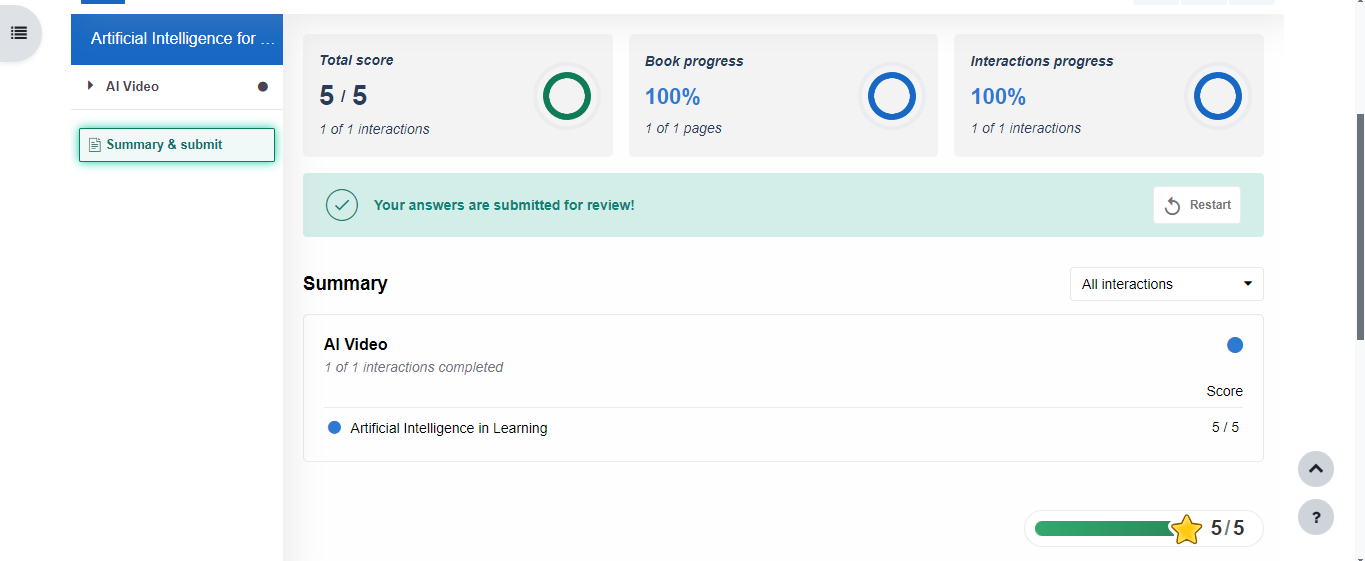 Artificial Intelligence for ...
AI Video
Summary & submit
Total score
5 / 5
1 of 1 interactions
Book progress
100%
1 of 1 pages
Interactions progress
100%
1 of 1 interactions
Your answers are submitted for review!
Restart
Summary
All interactions
AI Video
1 of 1 interactions completed
Score
Artificial Intelligence in Learning
5 / 5
5/5
?